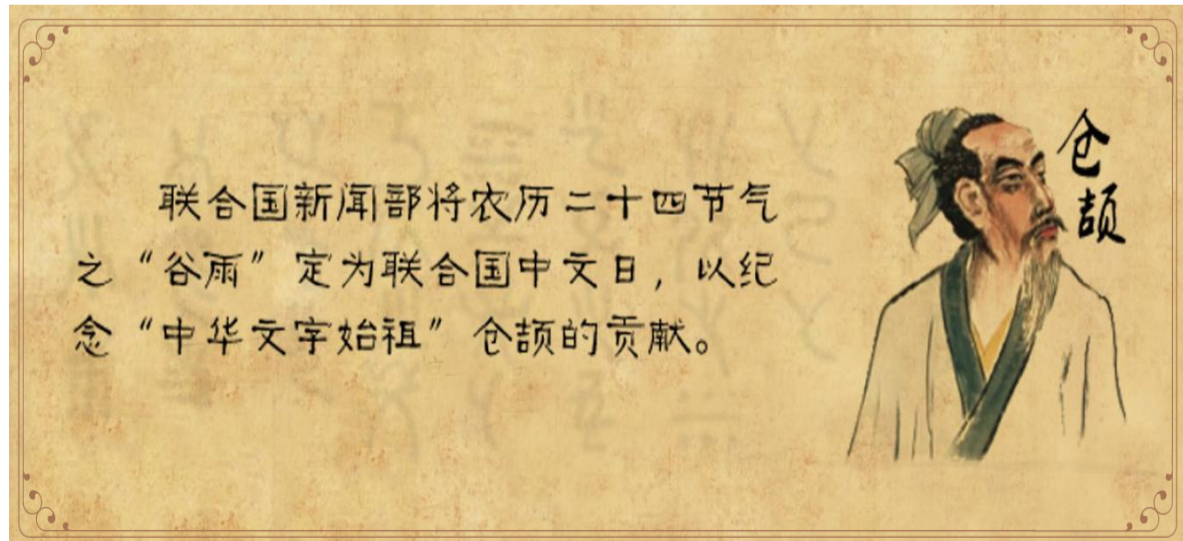 联合国新闻部将农历二十四节气
之“谷雨”定为联合国中文日，以纪
念“中华文字始祖”仓颉的贡献。
仓颉